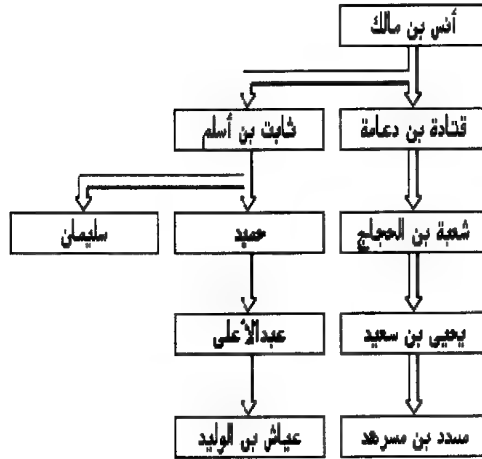 أنس بن مالك
قتادة بن دعامة
ثابت بن أسلم
شعبة بن الحجاج
حميد
سليمان
يحيى بن سعيد
عبدالأعلى
مسدد بن مسرهد
عياش بن الوليد